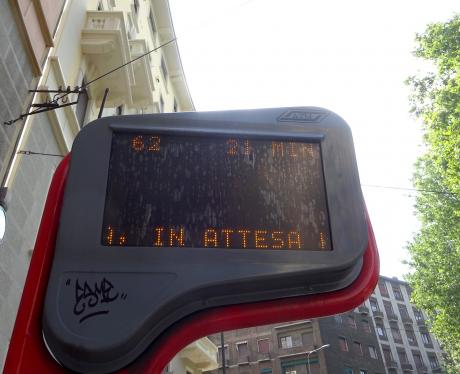 62 21 MIN
IN ATTESA